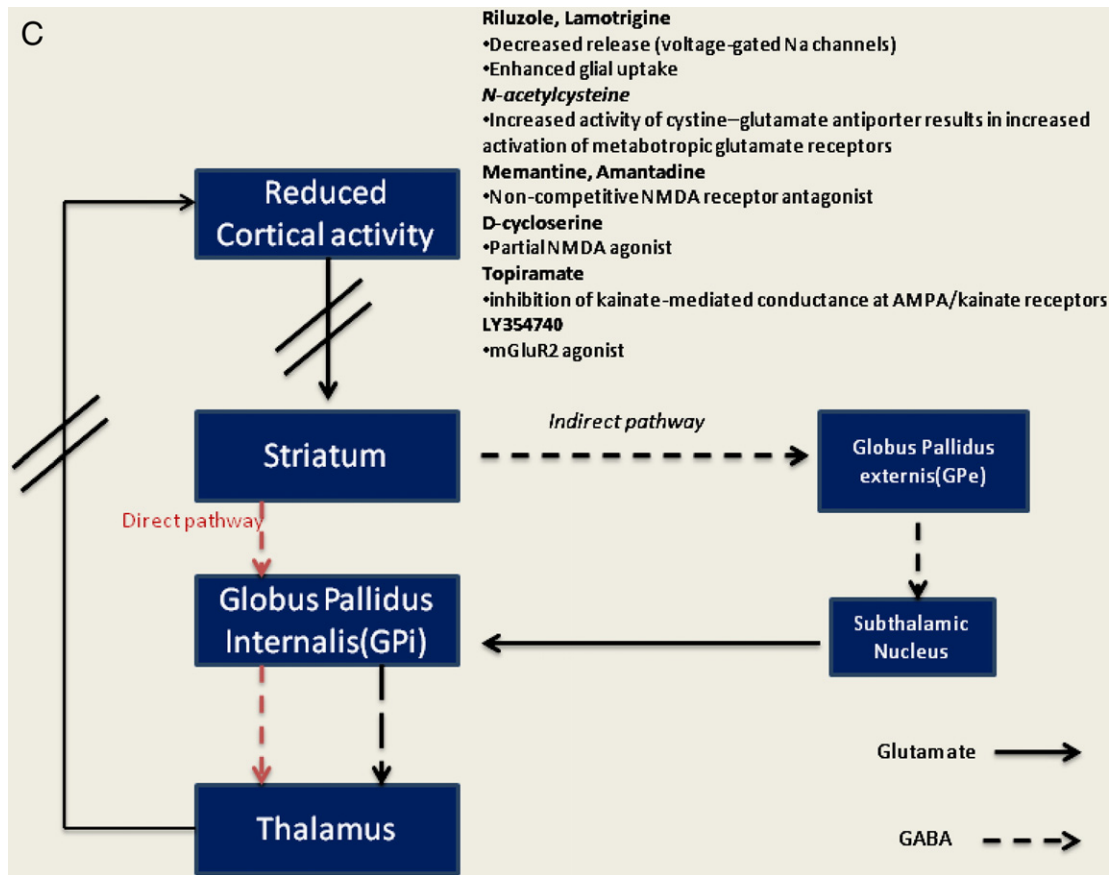 C
Riluzole, Lamotrigine
•Decreased release (voltage-gated Na channels)
•Enhanced glial uptake
N-acetylcysteine
•Increased activity of cystine–glutamate antiporter results in increased
activation of metabotropic glutamate receptors
Memantine, Amantadine
•Non-competitive NMDA receptor antagonist
D-cycloserine
•Partial NMDA agonist
Topiramate
•inhibition of kainate-mediated conductance at AMPA/kainate receptors
LY354740
•mGluR2 agonist
Reduced
Cortical activity
Striatum
Indirect pathway
Globus Pallidus
externis(GPe)
Direct pathway
Globus Pallidus
Internalis(GPi)
Subthalamic
Nucleus
Thalamus
Glutamate
GABA